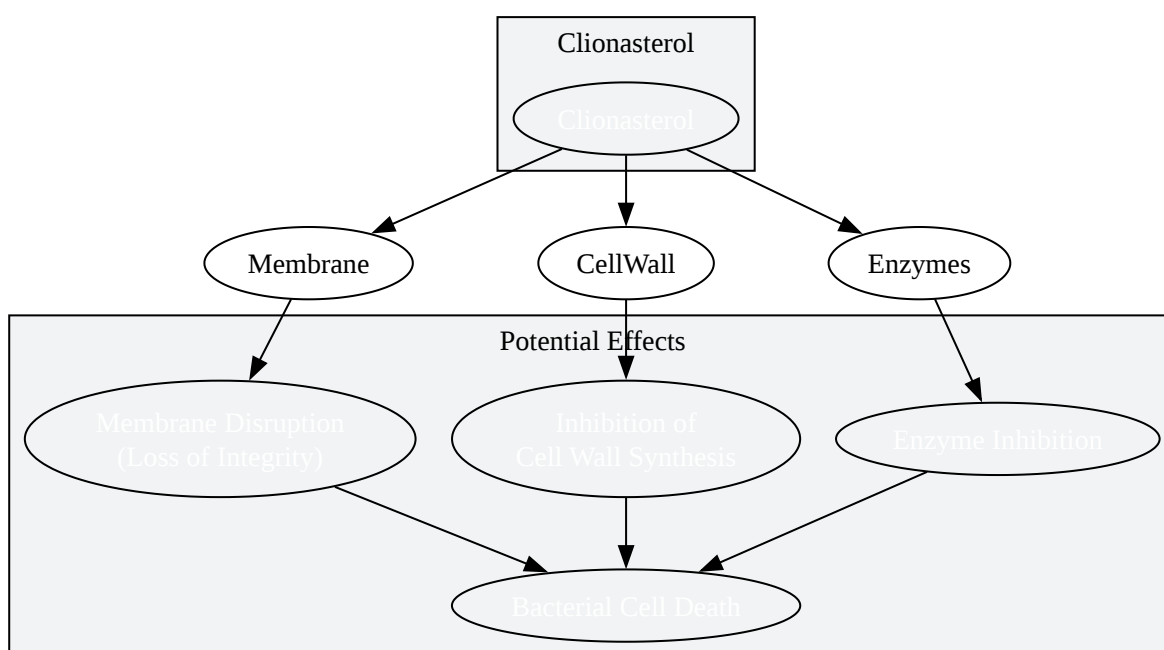 Clionasterol
Clionasterol
Membrane
CellWall
Enzymes
Potential Effects
Membrane Disruption
(Loss of Integrity)
Inhibition of
Cell Wall Synthesis
Enzyme Inhibition
Bacterial Cell Death